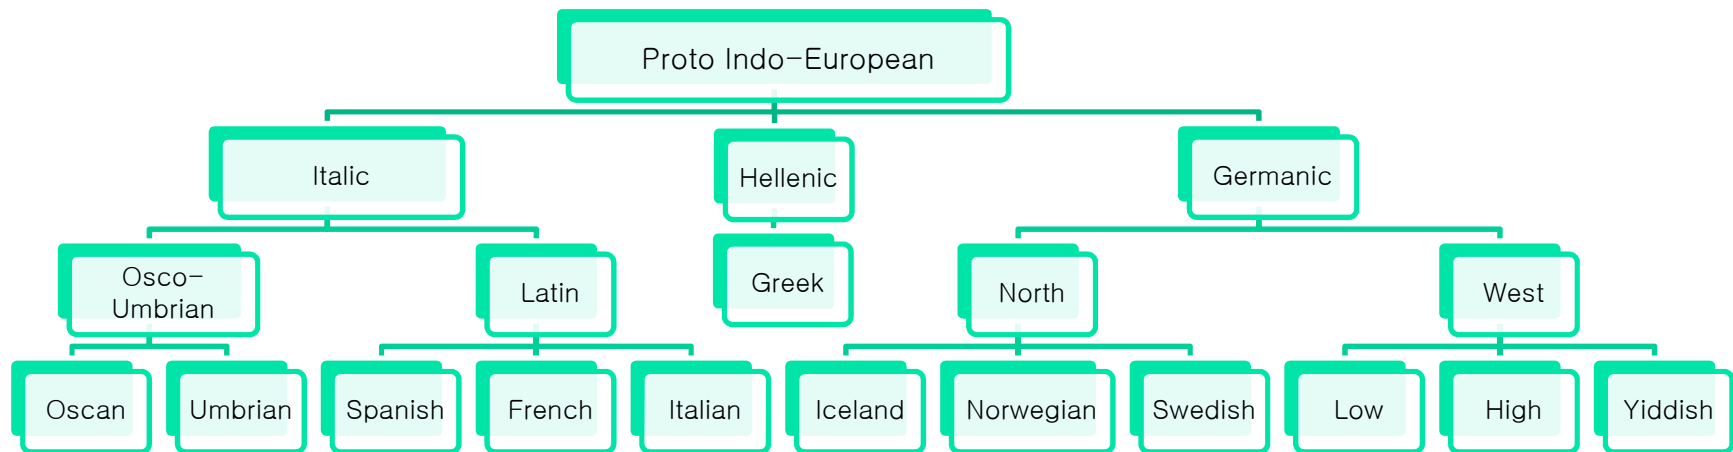 Proto Indo-European
Italic
Hellenic
Germanic
Osco-
Umbrian
Latin
Greek
North
West
Oscan
Umbrian
Spanish
French
Italian
Iceland
Norwegian
Swedish
Low
High
Yiddish